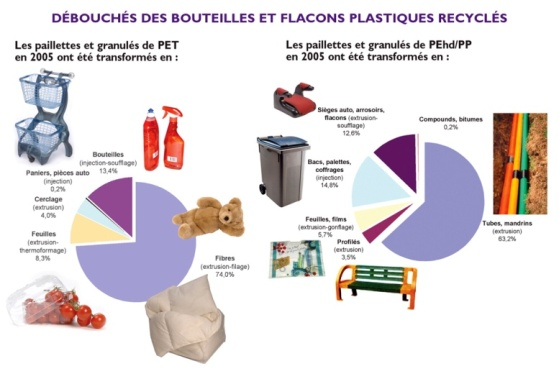 DÉBOUCHÉS DES BOUTEILLES ET FLACONS PLASTIQUES RECYCLÉS
Les paillettes et granulés de PET
en 2005 ont été transformés en :
Bouteilles
(injection-soufflage)
13,4%
Paniers, pièces auto
(injection)
0,2%
Cerclage
(extrusion)
4,0%
Feuilles
(extrusion-
thermoformage)
8,3%
Fibres
(extrusion-filage)
74,0%
Les paillettes et granulés de PEhd/PP
en 2005 ont été transformés en :
Sièges auto, arrosoirs,
flacons (extrusion-
soufflage)
12,6%
Compounds, bitumes
0,2%
Bacs, palettes,
coffrages
(injection)
14,8%
Feuilles, films
(extrusion-gonflage)
5,7%
Profilés
(extrusion)
3,5%
Tubes, mandrins
(extrusion)
63,2%